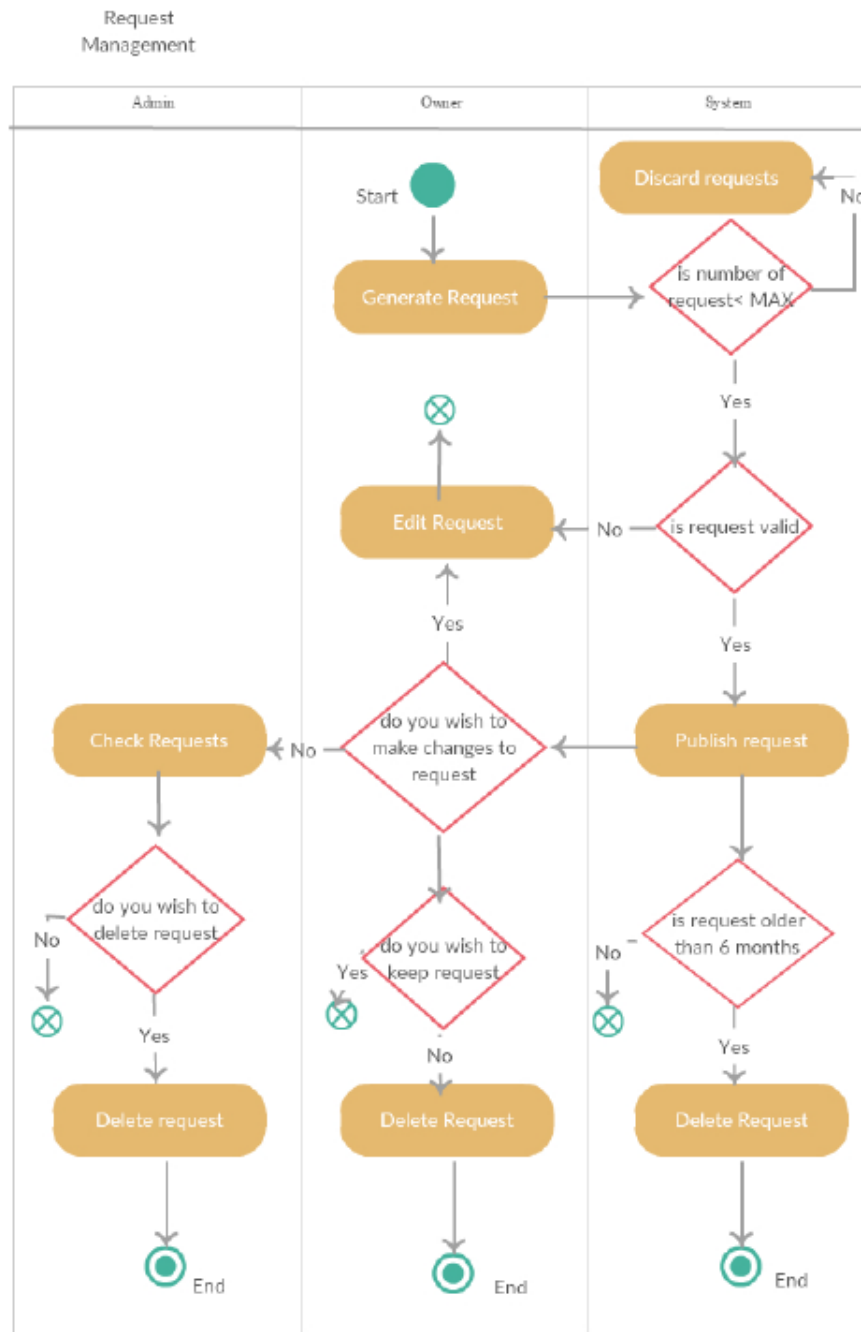 Request
Management
Admin
Owner
System
Discard requests
Start
No
is number of
request< MAX
Generate Request
Yes
Edit Request
No
is request valid
Yes
Yes
do you wish to
make changes to
request
Check Requests
No
Publish request
do you wish to
delete request
No
do you wish to
keep request
Yes
is request older
than 6 months
No
Yes
No
Yes
Delete request
Delete Request
Delete Request
End
End
End